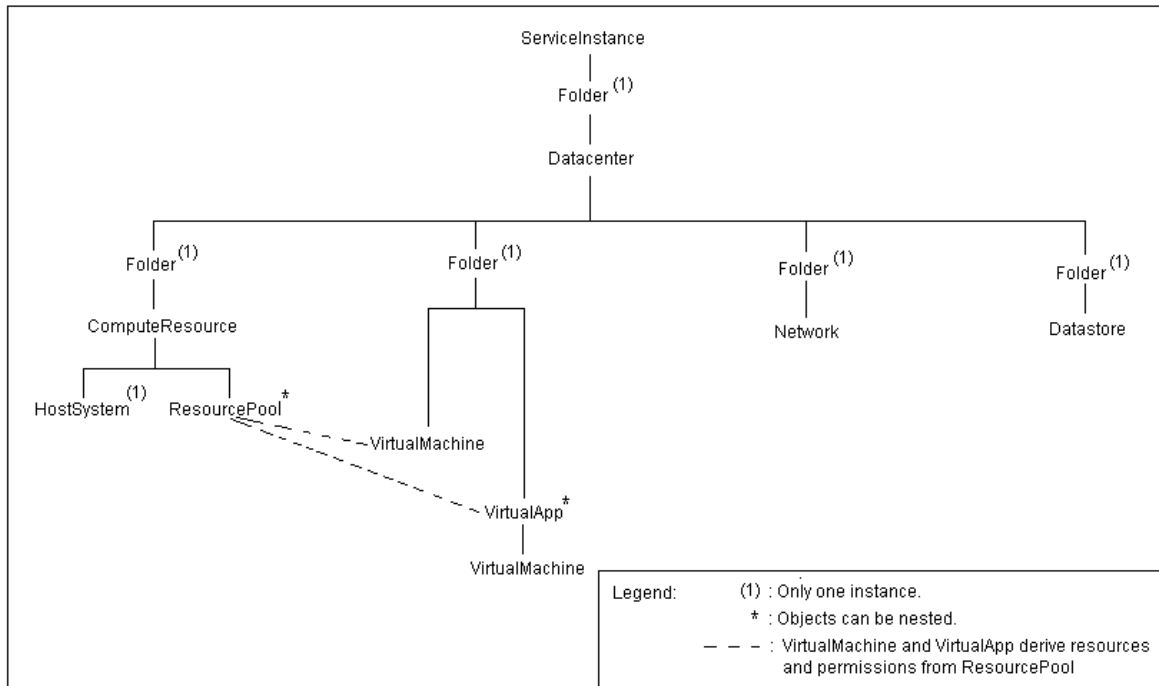 ServiceInstance
Folder (1)
Datacenter
Folder (1)
Folder (1)
Folder (1)
Folder (1)
ComputeResource
Network
Datastore
HostSystem (1)
ResourcePool *
VirtualMachine
VirtualApp *
VirtualMachine
Legend: (1) : Only one instance.
* : Objects can be nested.
– – – : VirtualMachine and VirtualApp derive resources
and permissions from ResourcePool